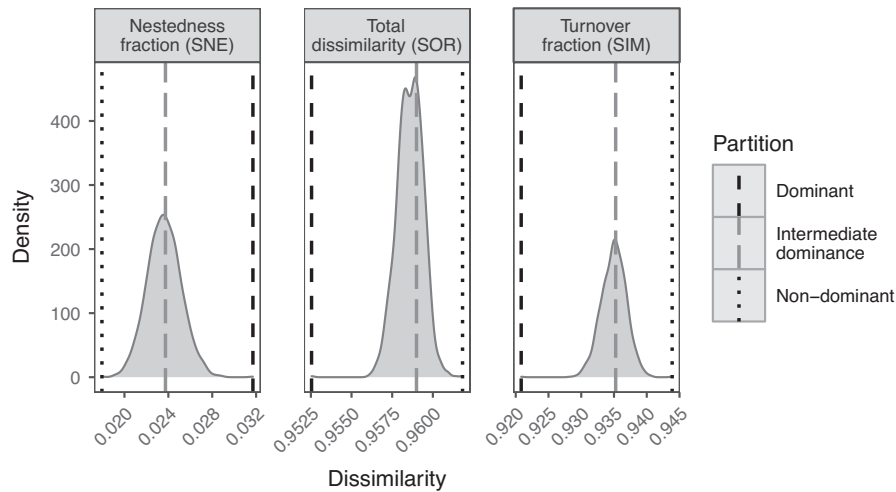 Nestedness
fraction (SNE)
Total
dissimilarity (SOR)
Turnover
fraction (SIM)
Density
400
300
200
100
0
0.020
0.024
0.028
0.032
0.9525
0.9550
0.9575
0.9600
0.920
0.925
0.930
0.935
0.940
0.945
Dissimilarity
Partition
Dominant
Intermediate
dominance
Non−dominant